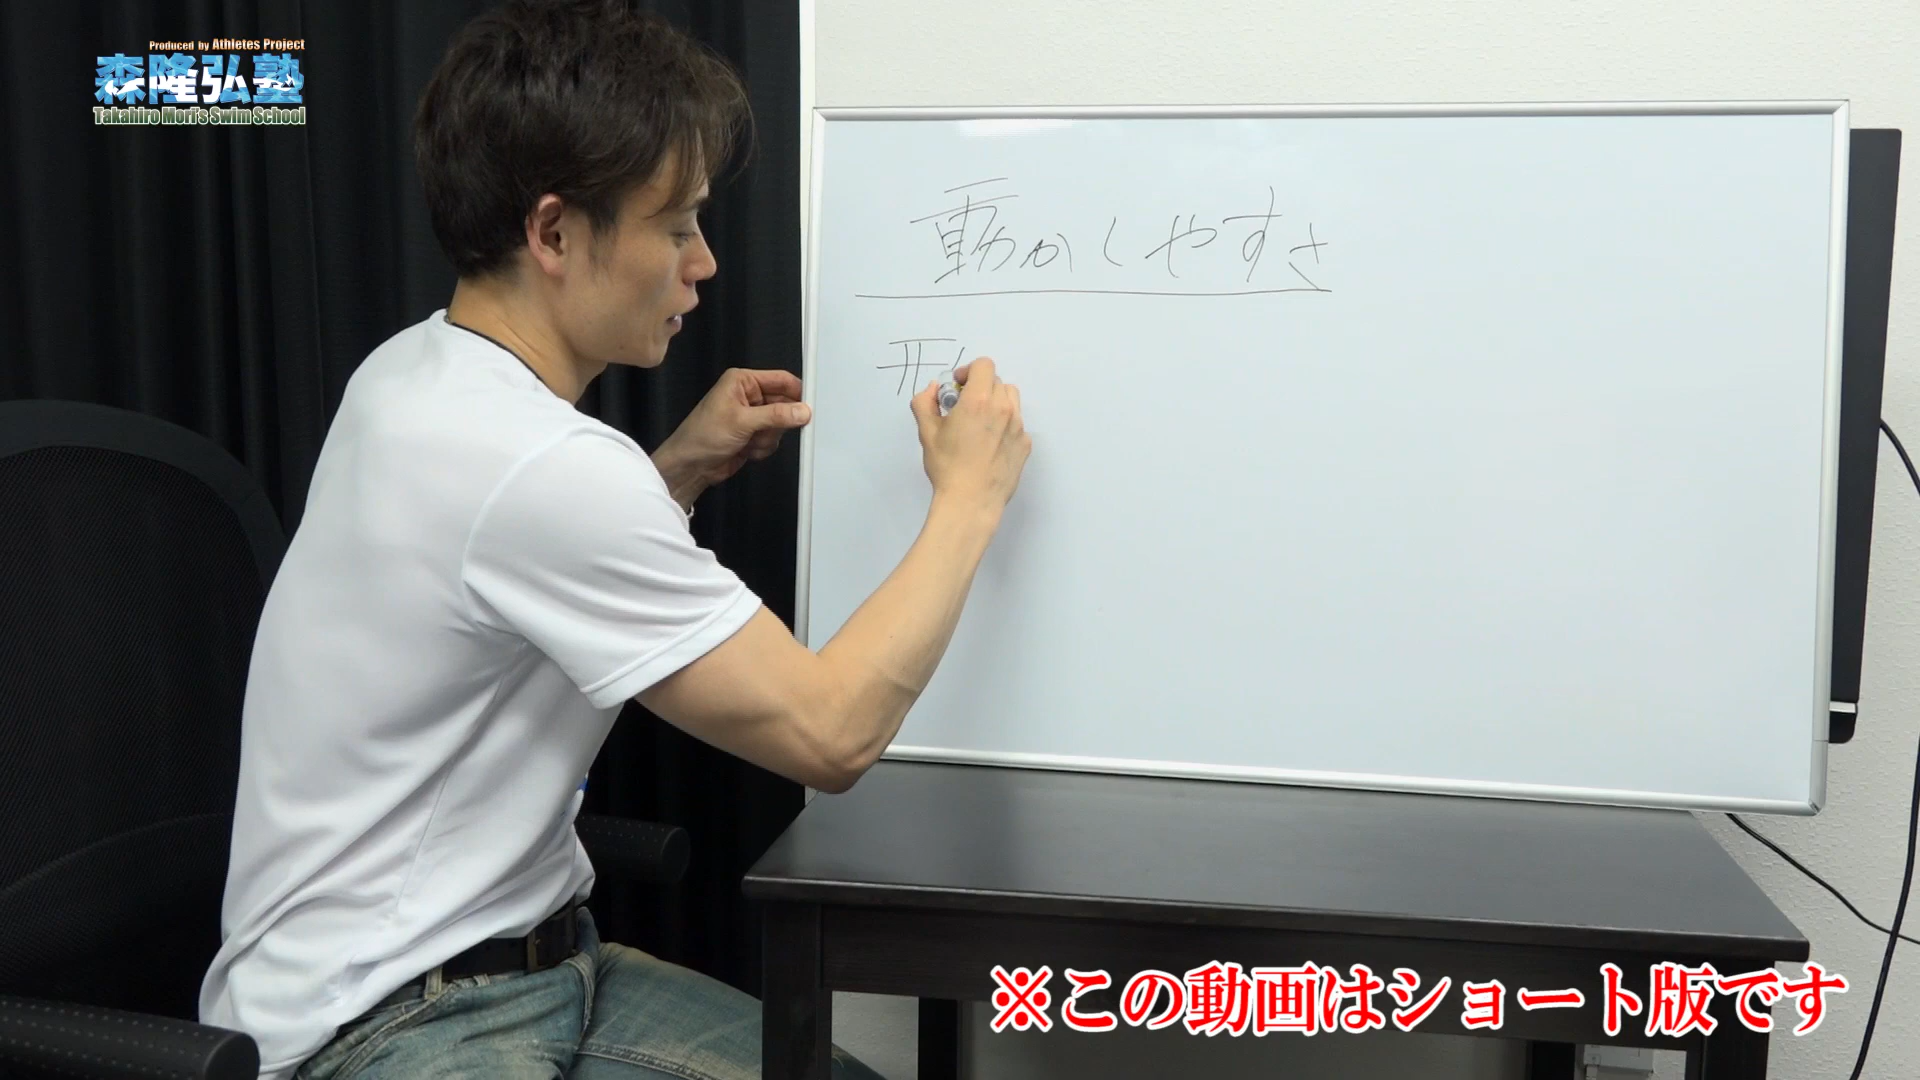 Produced by Athletes Project
森隆弘塾
Takahiro Mori's Swim School
動かしやすさ
形
※この動画はショート版です